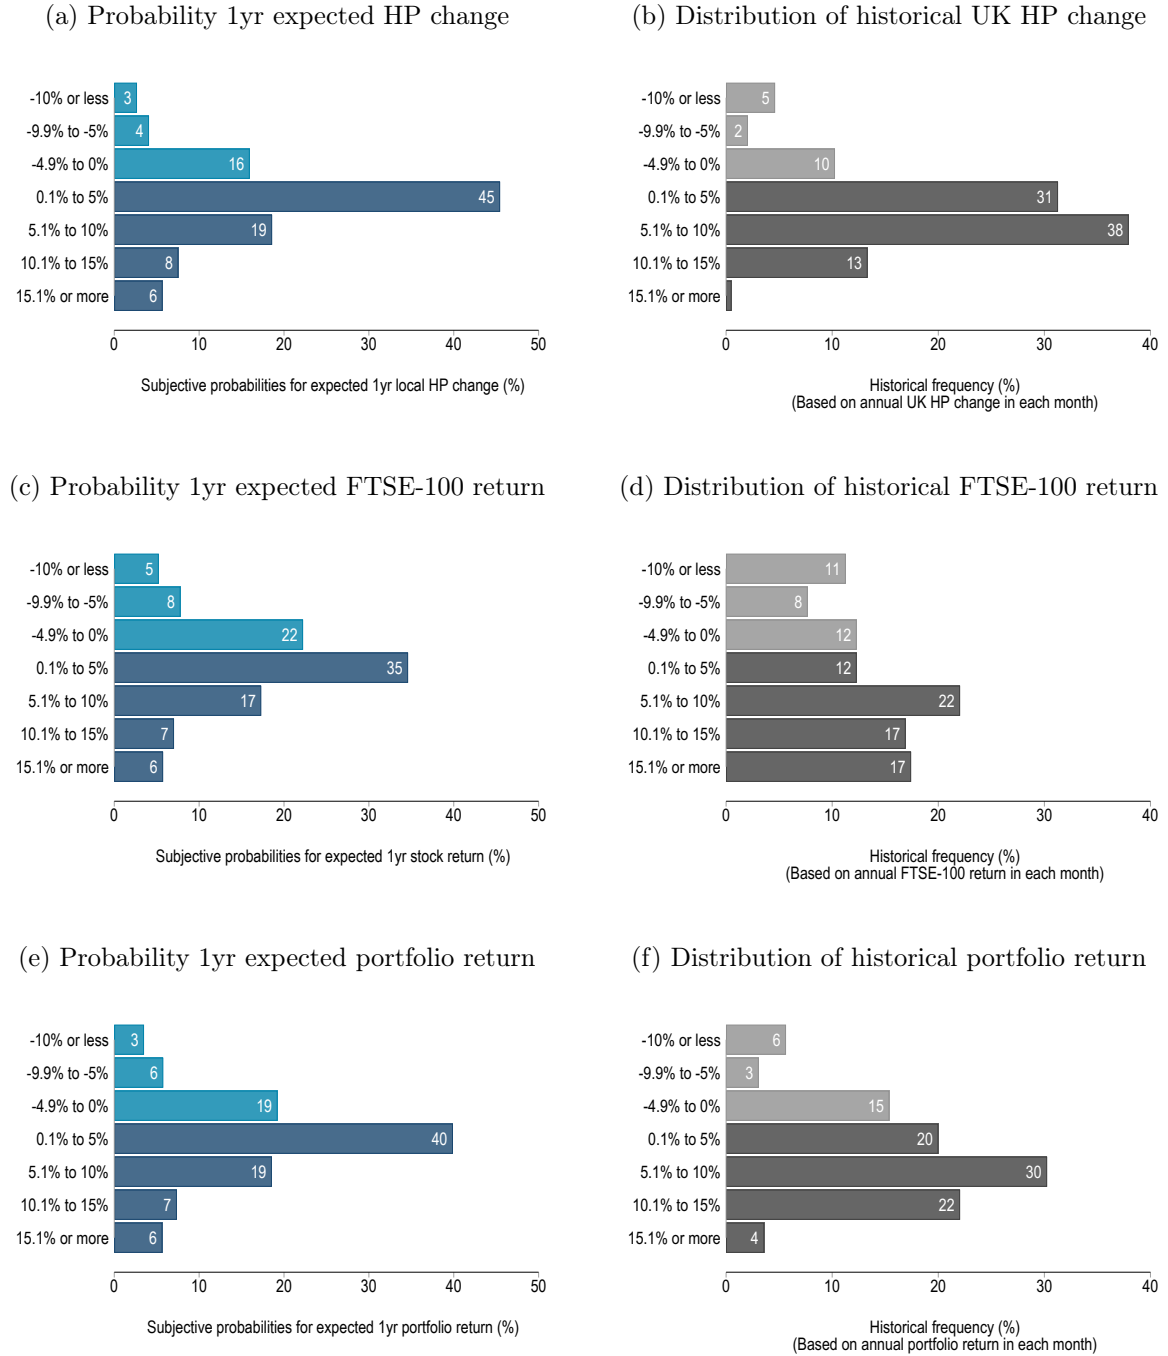 (a) Probability 1yr expected HP change
-10% or less 3
-9.9% to -5% 4
-4.9% to 0% 16
0.1% to 5% 45
5.1% to 10% 19
10.1% to 15% 8
15.1% or more 6
0 10 20 30 40 50
Subjective probabilities for expected 1yr local HP change (%)
(b) Distribution of historical UK HP change
-10% or less 5
-9.9% to -5% 2
-4.9% to 0% 10
0.1% to 5% 31
5.1% to 10% 38
10.1% to 15% 13
15.1% or more
0 10 20 30 40
Historical frequency (%)
(Based on annual UK HP change in each month)
(c) Probability 1yr expected FTSE-100 return
-10% or less 5
-9.9% to -5% 8
-4.9% to 0% 22
0.1% to 5% 35
5.1% to 10% 17
10.1% to 15% 7
15.1% or more 6
0 10 20 30 40 50
Subjective probabilities for expected 1yr stock return (%)
(d) Distribution of historical FTSE-100 return
-10% or less 11
-9.9% to -5% 8
-4.9% to 0% 12
0.1% to 5% 12
5.1% to 10% 22
10.1% to 15% 17
15.1% or more 17
0 10 20 30 40
Historical frequency (%)
(Based on annual FTSE-100 return in each month)
(e) Probability 1yr expected portfolio return
-10% or less 3
-9.9% to -5% 6
-4.9% to 0% 19
0.1% to 5% 40
5.1% to 10% 19
10.1% to 15% 7
15.1% or more 6
0 10 20 30 40 50
Subjective probabilities for expected 1yr portfolio return (%)
(f) Distribution of historical portfolio return
-10% or less 6
-9.9% to -5% 3
-4.9% to 0% 15
0.1% to 5% 20
5.1% to 10% 30
10.1% to 15% 22
15.1% or more 4
0 10 20 30 40
Historical frequency (%)
(Based on annual portfolio return in each month)